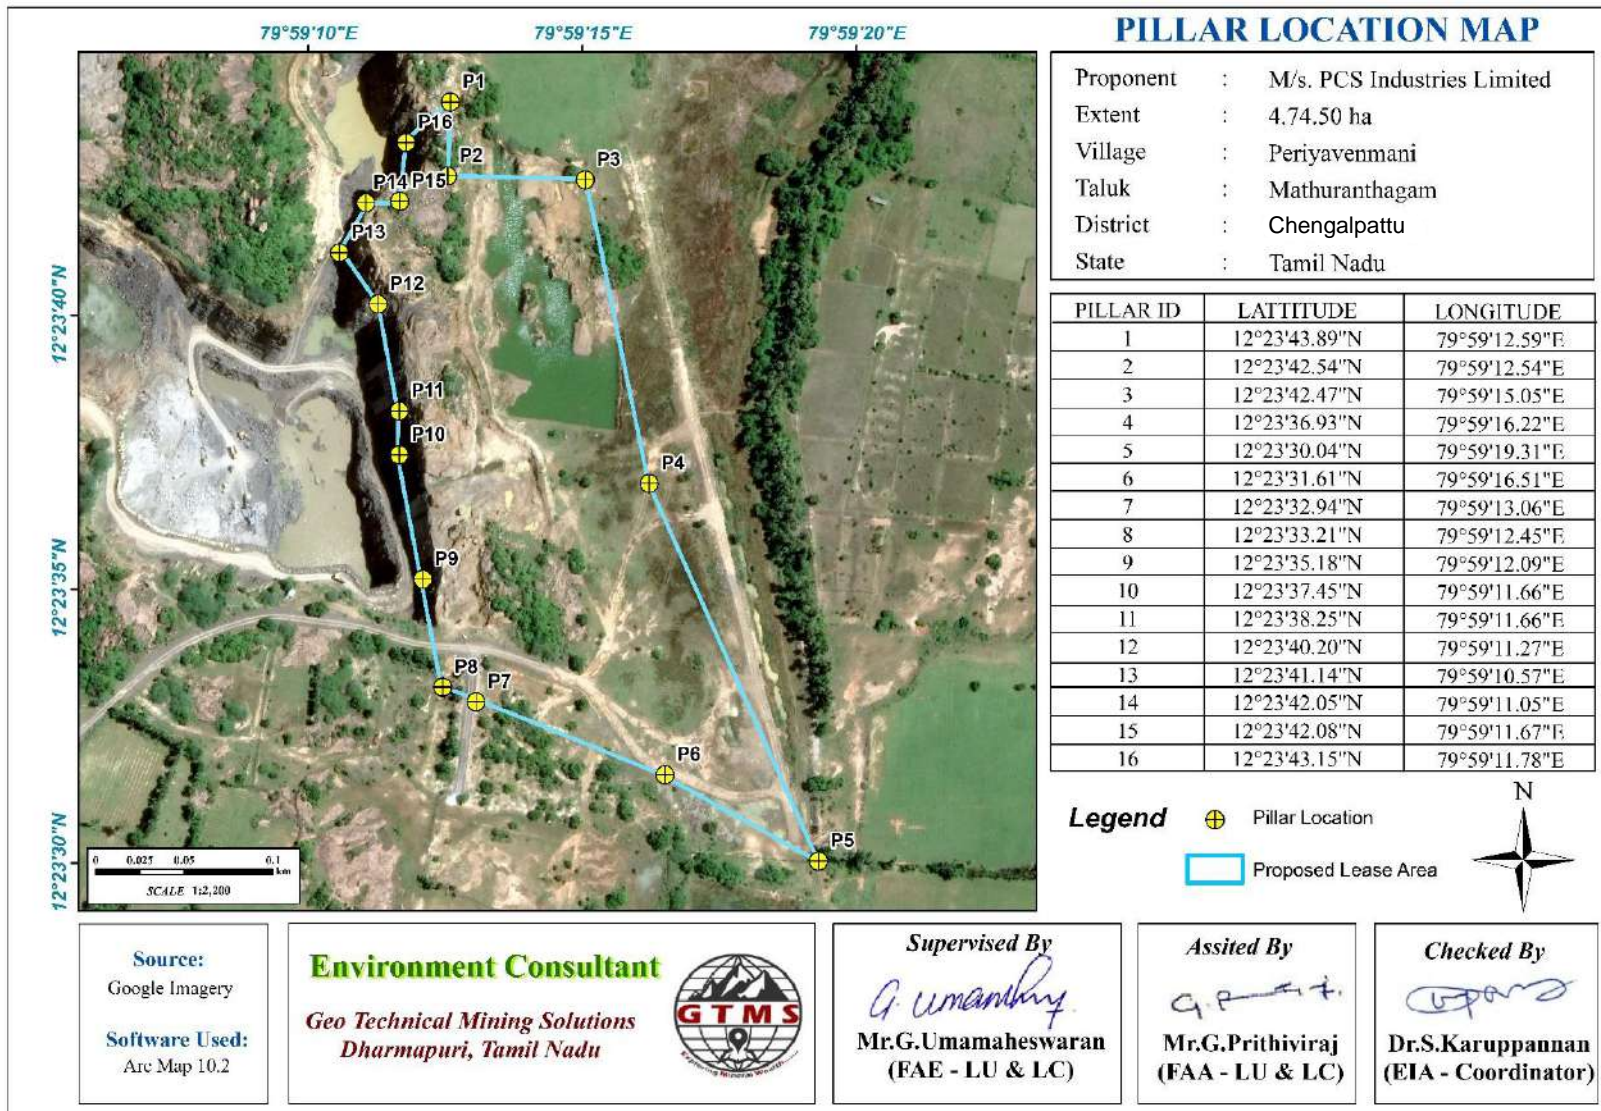 79°59'10"E 79°59'15"E 79°59'20"E
12°23'40"N
12°23'35"N
12°23'30"N
P1
P16
P2
P3
P14 P15
P13
P12
P11
P10
P4
P9
P8
P7
P6
P5
0 0.025 0.05 0.1
km
SCALE 1:2,200
PILLAR LOCATION MAP
Proponent : M/s. PCS Industries Limited
Extent : 4.74.50 ha
Village : Periyavenmani
Taluk : Mathuranthagam
District : Chengalpattu
State : Tamil Nadu
PILLAR ID LATTITUDE LONGITUDE
1 12°23'43.89"N 79°59'12.59"E
2 12°23'42.54"N 79°59'12.54"E
3 12°23'42.47"N 79°59'15.05"E
4 12°23'36.93"N 79°59'16.22"E
5 12°23'30.04"N 79°59'19.31"E
6 12°23'31.61"N 79°59'16.51"E
7 12°23'32.94"N 79°59'13.06"E
8 12°23'33.21"N 79°59'12.45"E
9 12°23'35.18"N 79°59'12.09"E
10 12°23'37.45"N 79°59'11.66"E
11 12°23'38.25"N 79°59'11.66"E
12 12°23'40.20"N 79°59'11.27"E
13 12°23'41.14"N 79°59'10.57"E
14 12°23'42.05"N 79°59'11.05"E
15 12°23'42.08"N 79°59'11.67"E
16 12°23'43.15"N 79°59'11.78"E
Legend
Pillar Location
Proposed Lease Area
N
Source:
Google Imagery
Software Used:
Arc Map 10.2
Environment Consultant
Geo Technical Mining Solutions
Dharmapuri, Tamil Nadu
GTMS
Exploring Mineral Wealth
Supervised By
Mr.G.Umamaheswaran
(FAE - LU & LC)
Assited By
Mr.G.Prithiviraj
(FAA - LU & LC)
Checked By
Dr.S.Karuppannan
(EIA - Coordinator)